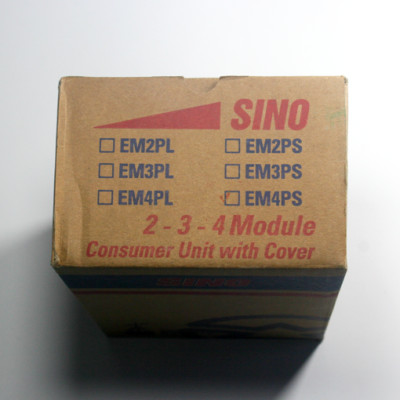 SINO
EM2PL EM2PS
EM3PL EM3PS
EM4PL EM4PS
2 - 3 - 4 Module
Consumer Unit with Cover